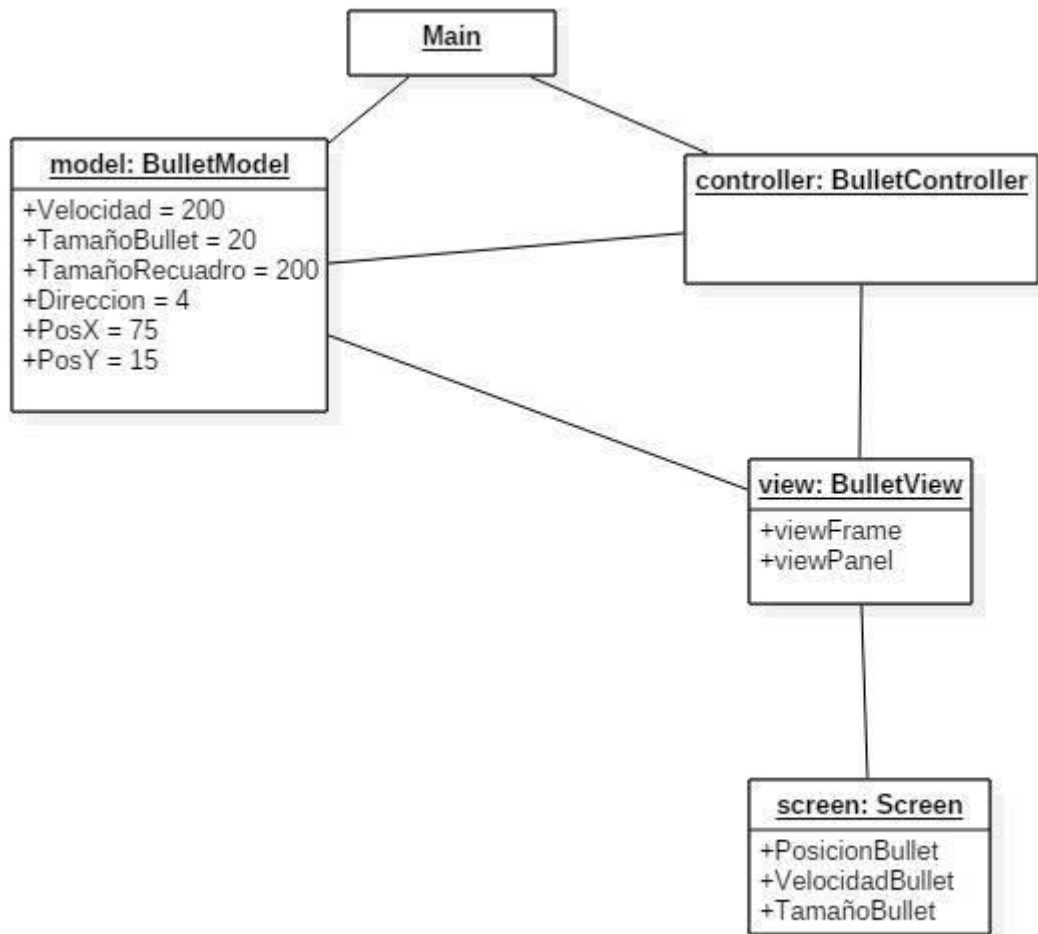 Main
model: BulletModel
+Velocidad = 200
+TamañoBullet = 20
+TamañoRecuadro = 200
+Direccion = 4
+PosX = 75
+PosY = 15
controller: BulletController
view: BulletView
+viewFrame
+viewPanel
screen: Screen
+PosicionBullet
+VelocidadBullet
+TamañoBullet